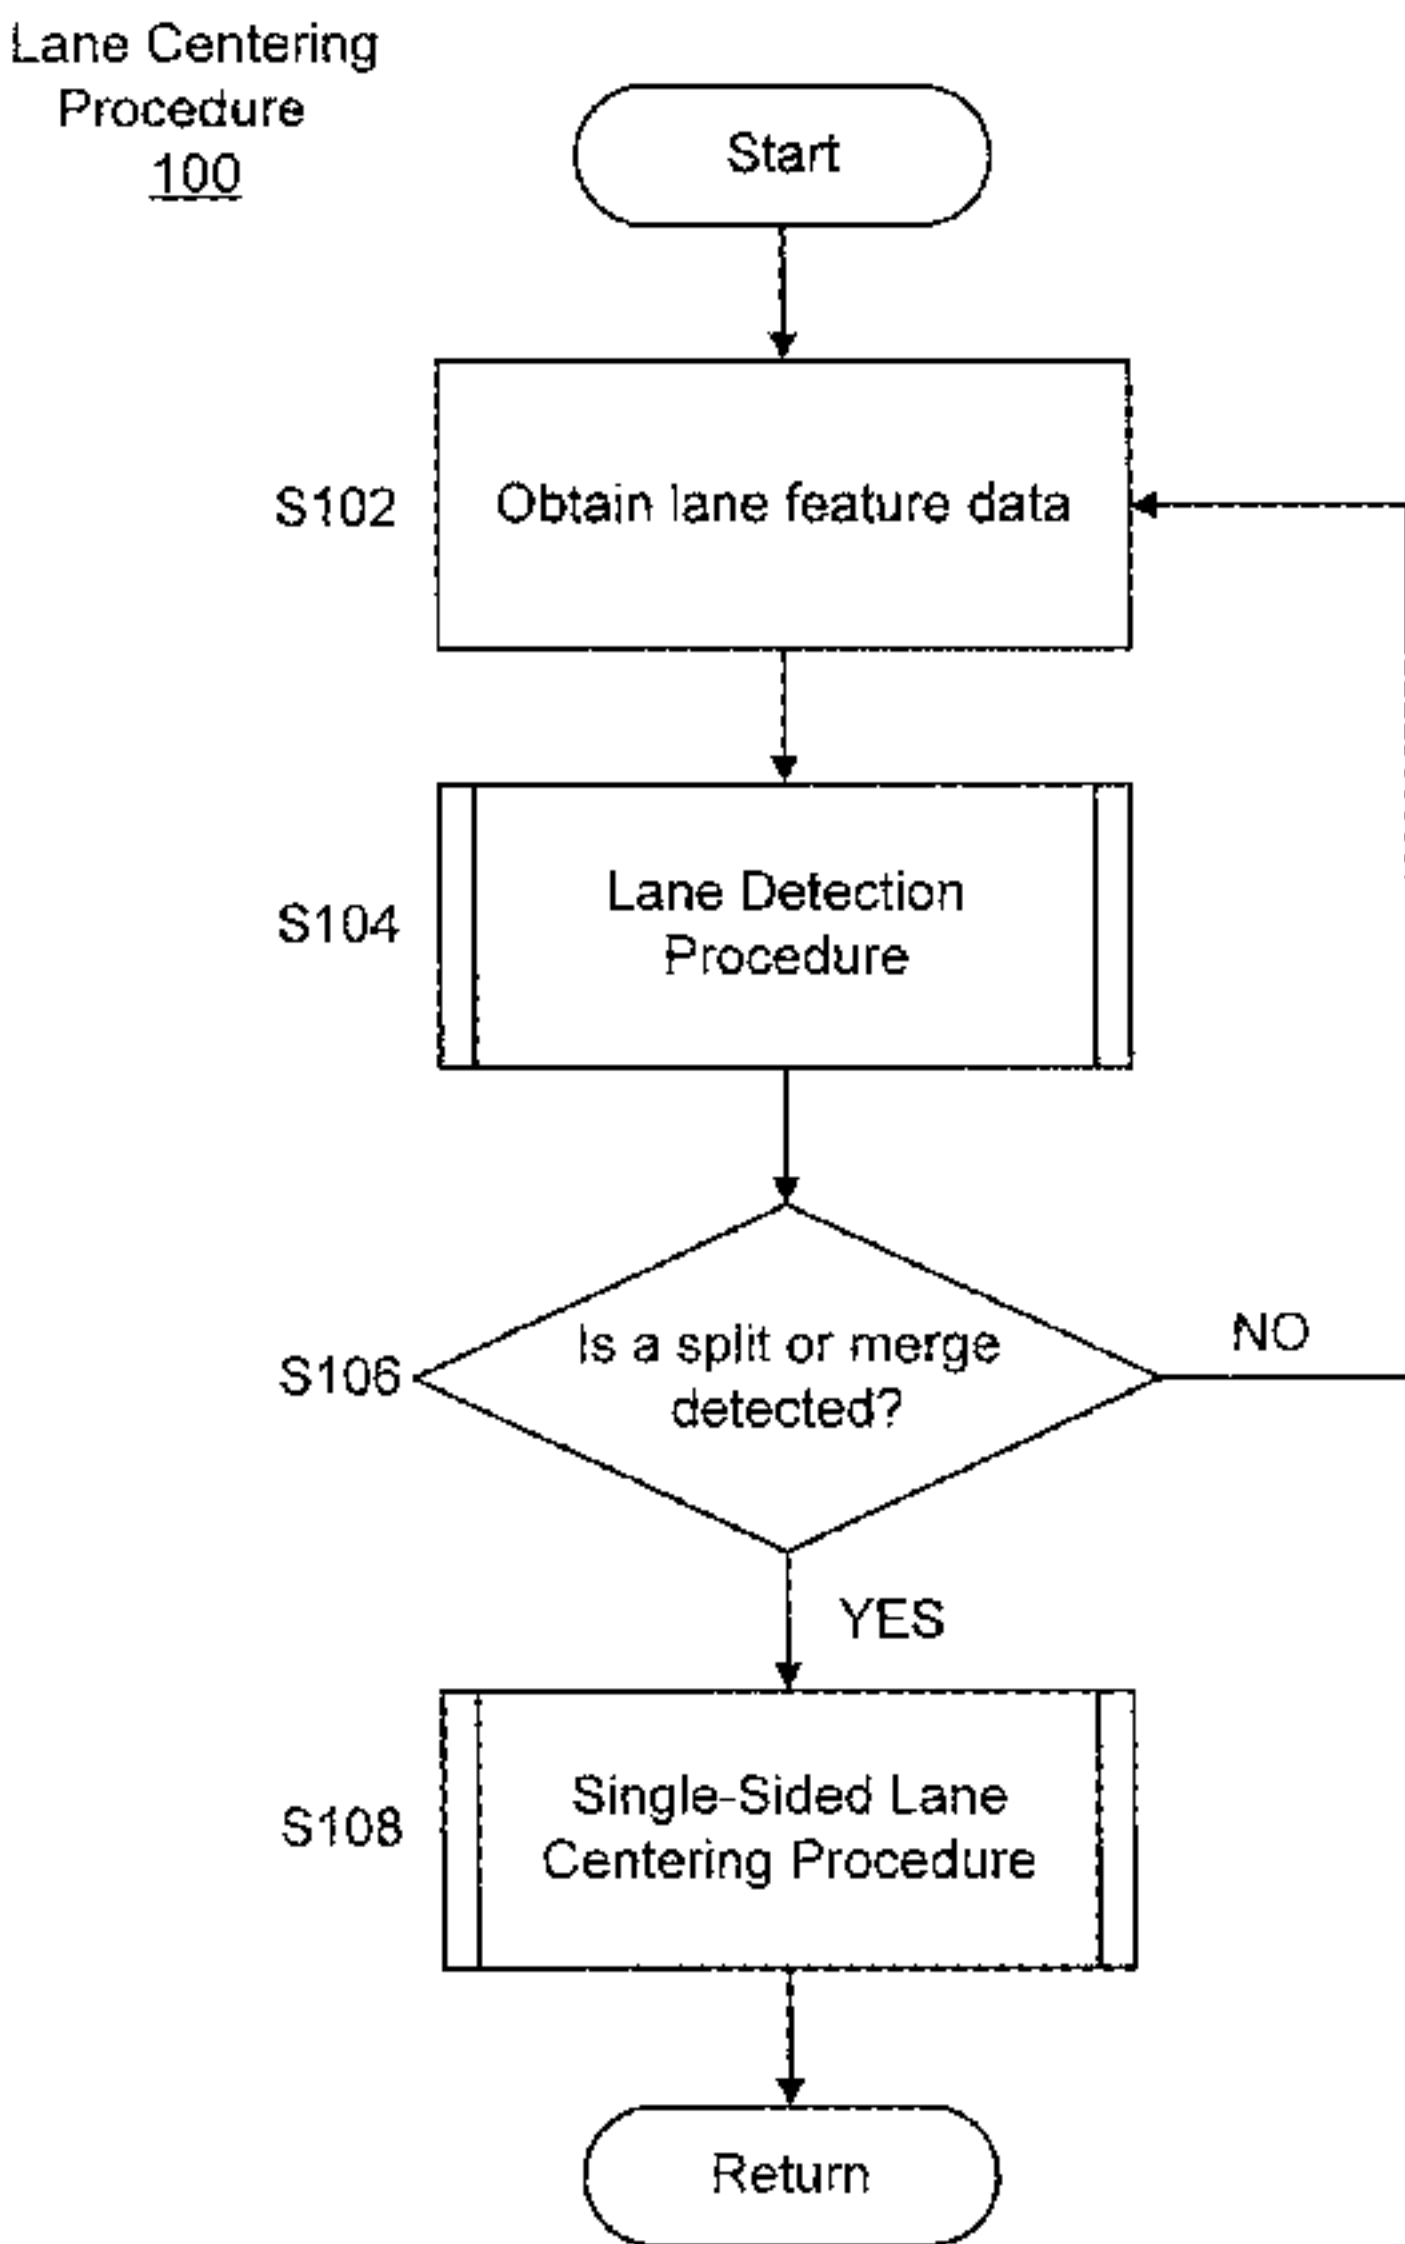 Lane Centering
Procedure
100
Start
S102
Obtain lane feature data
S104
Lane Detection
Procedure
S106
Is a split or merge
detected?
NO
YES
S108
Single-Sided Lane
Centering Procedure
Return